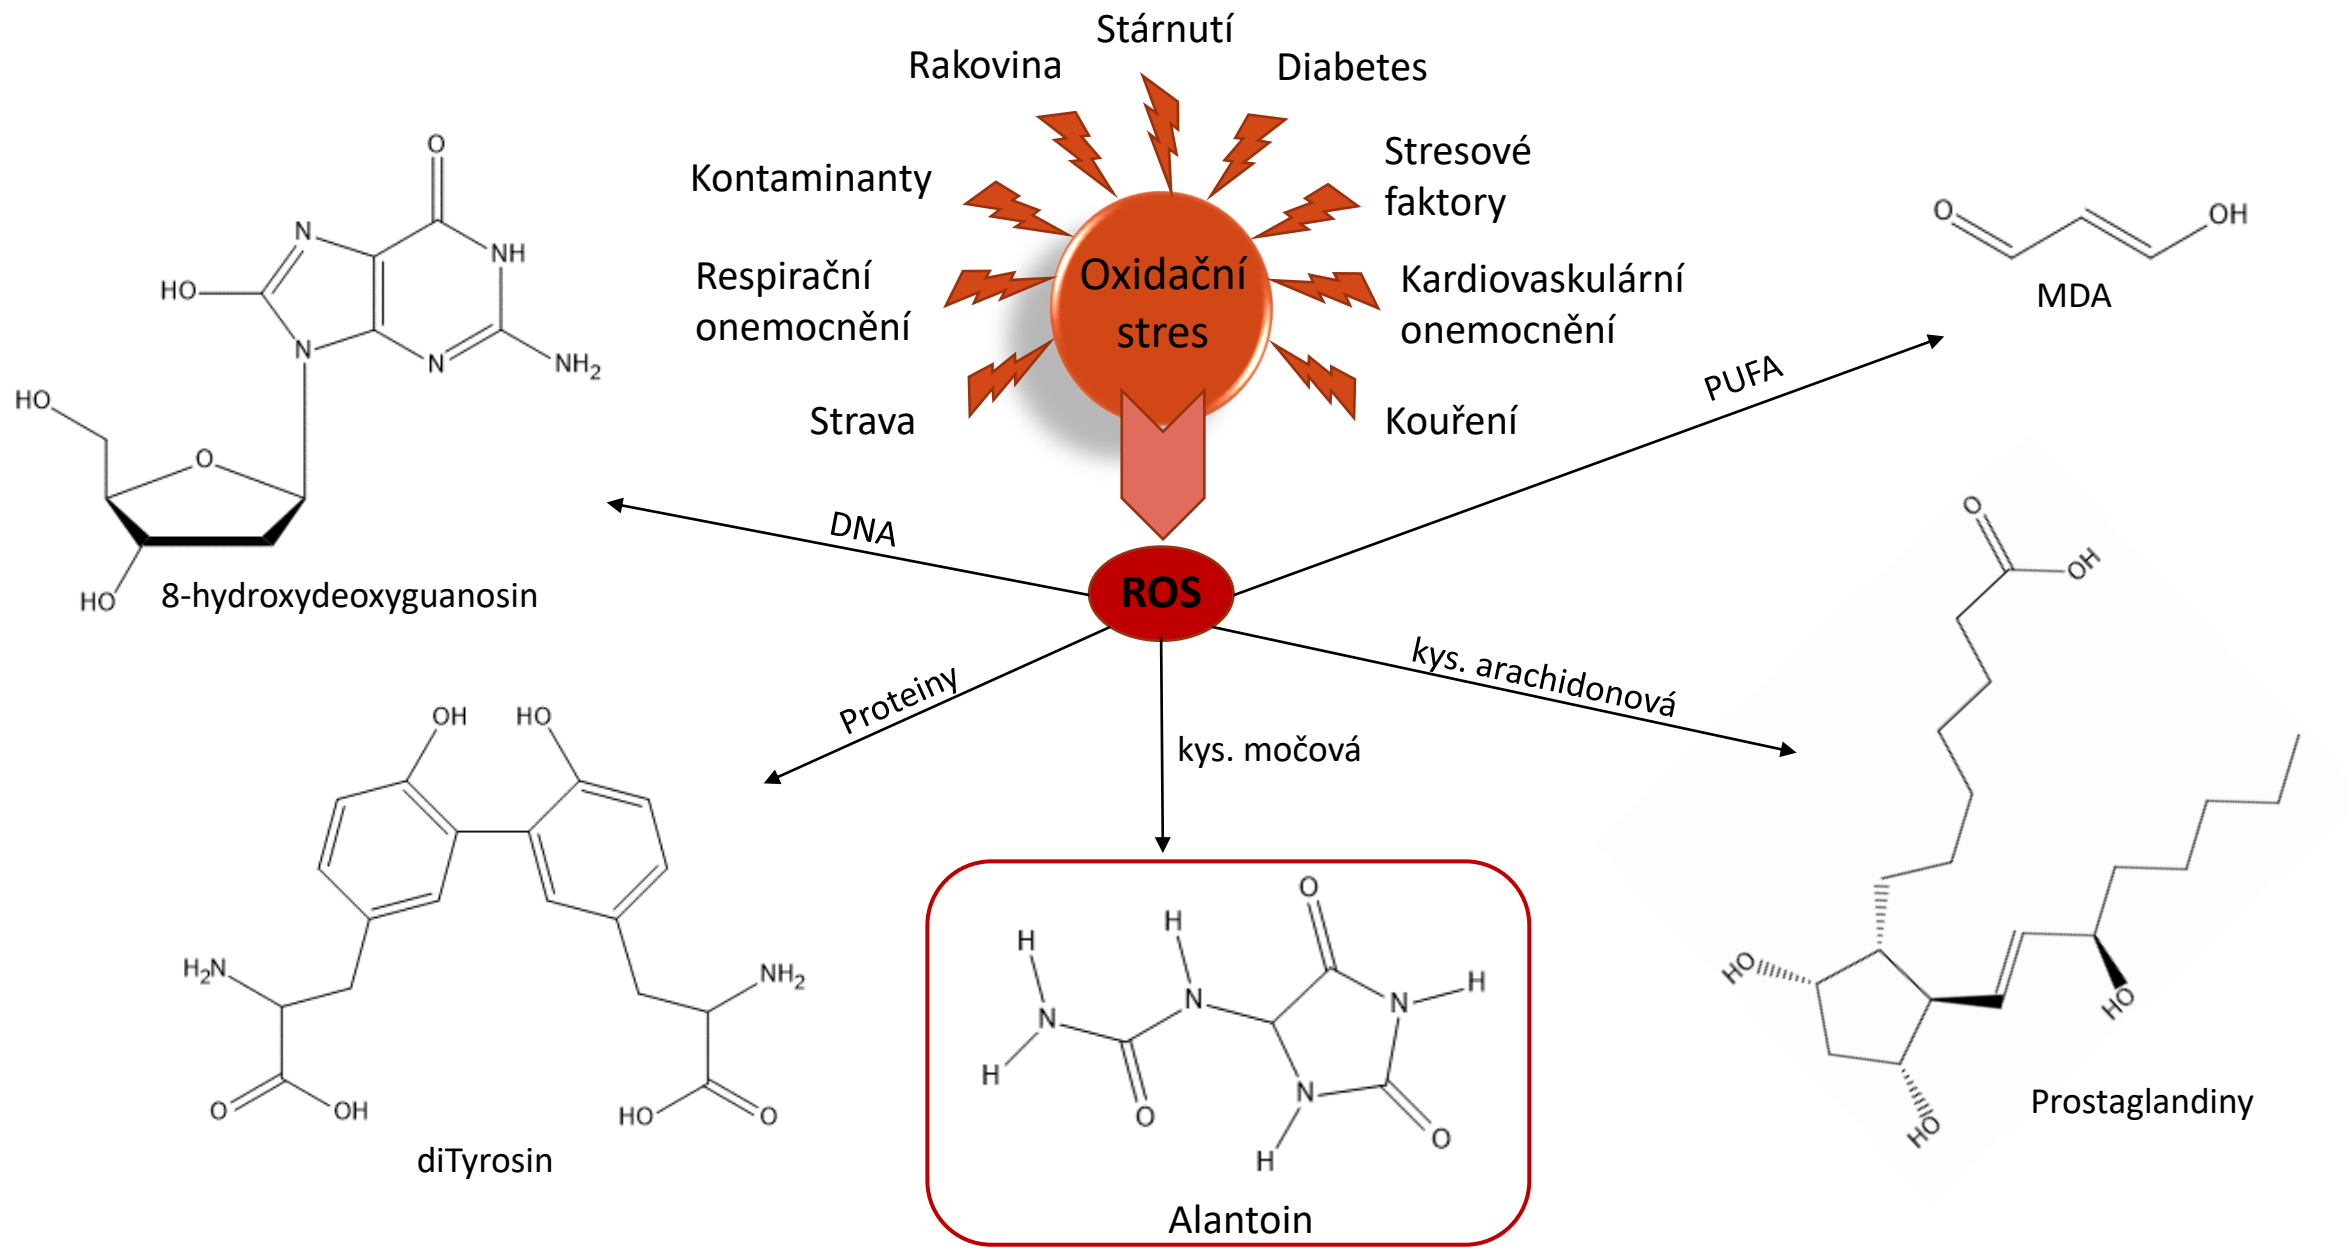 Stárnutí
Rakovina
Diabetes
Kontaminanty
Stresové
faktory
Respirační
onemocnění
Oxidační
stres
Kardiovaskulární
onemocnění
Strava
Kouření
O
N
NH
HO
N
N
NH₂
HO
O
HO
8-hydroxydeoxyguanosin
O
OH
MDA
PUFA
DNA
ROS
Proteiny
kys. močová
kys. arachidonová
OH
HO
H₂N
NH₂
O
OH
HO
O
diTyrosin
O
H
H
N
N
N
H
H
O
N
O
H
Alantoin
O
OH
HO
HO
HO
Prostaglandiny